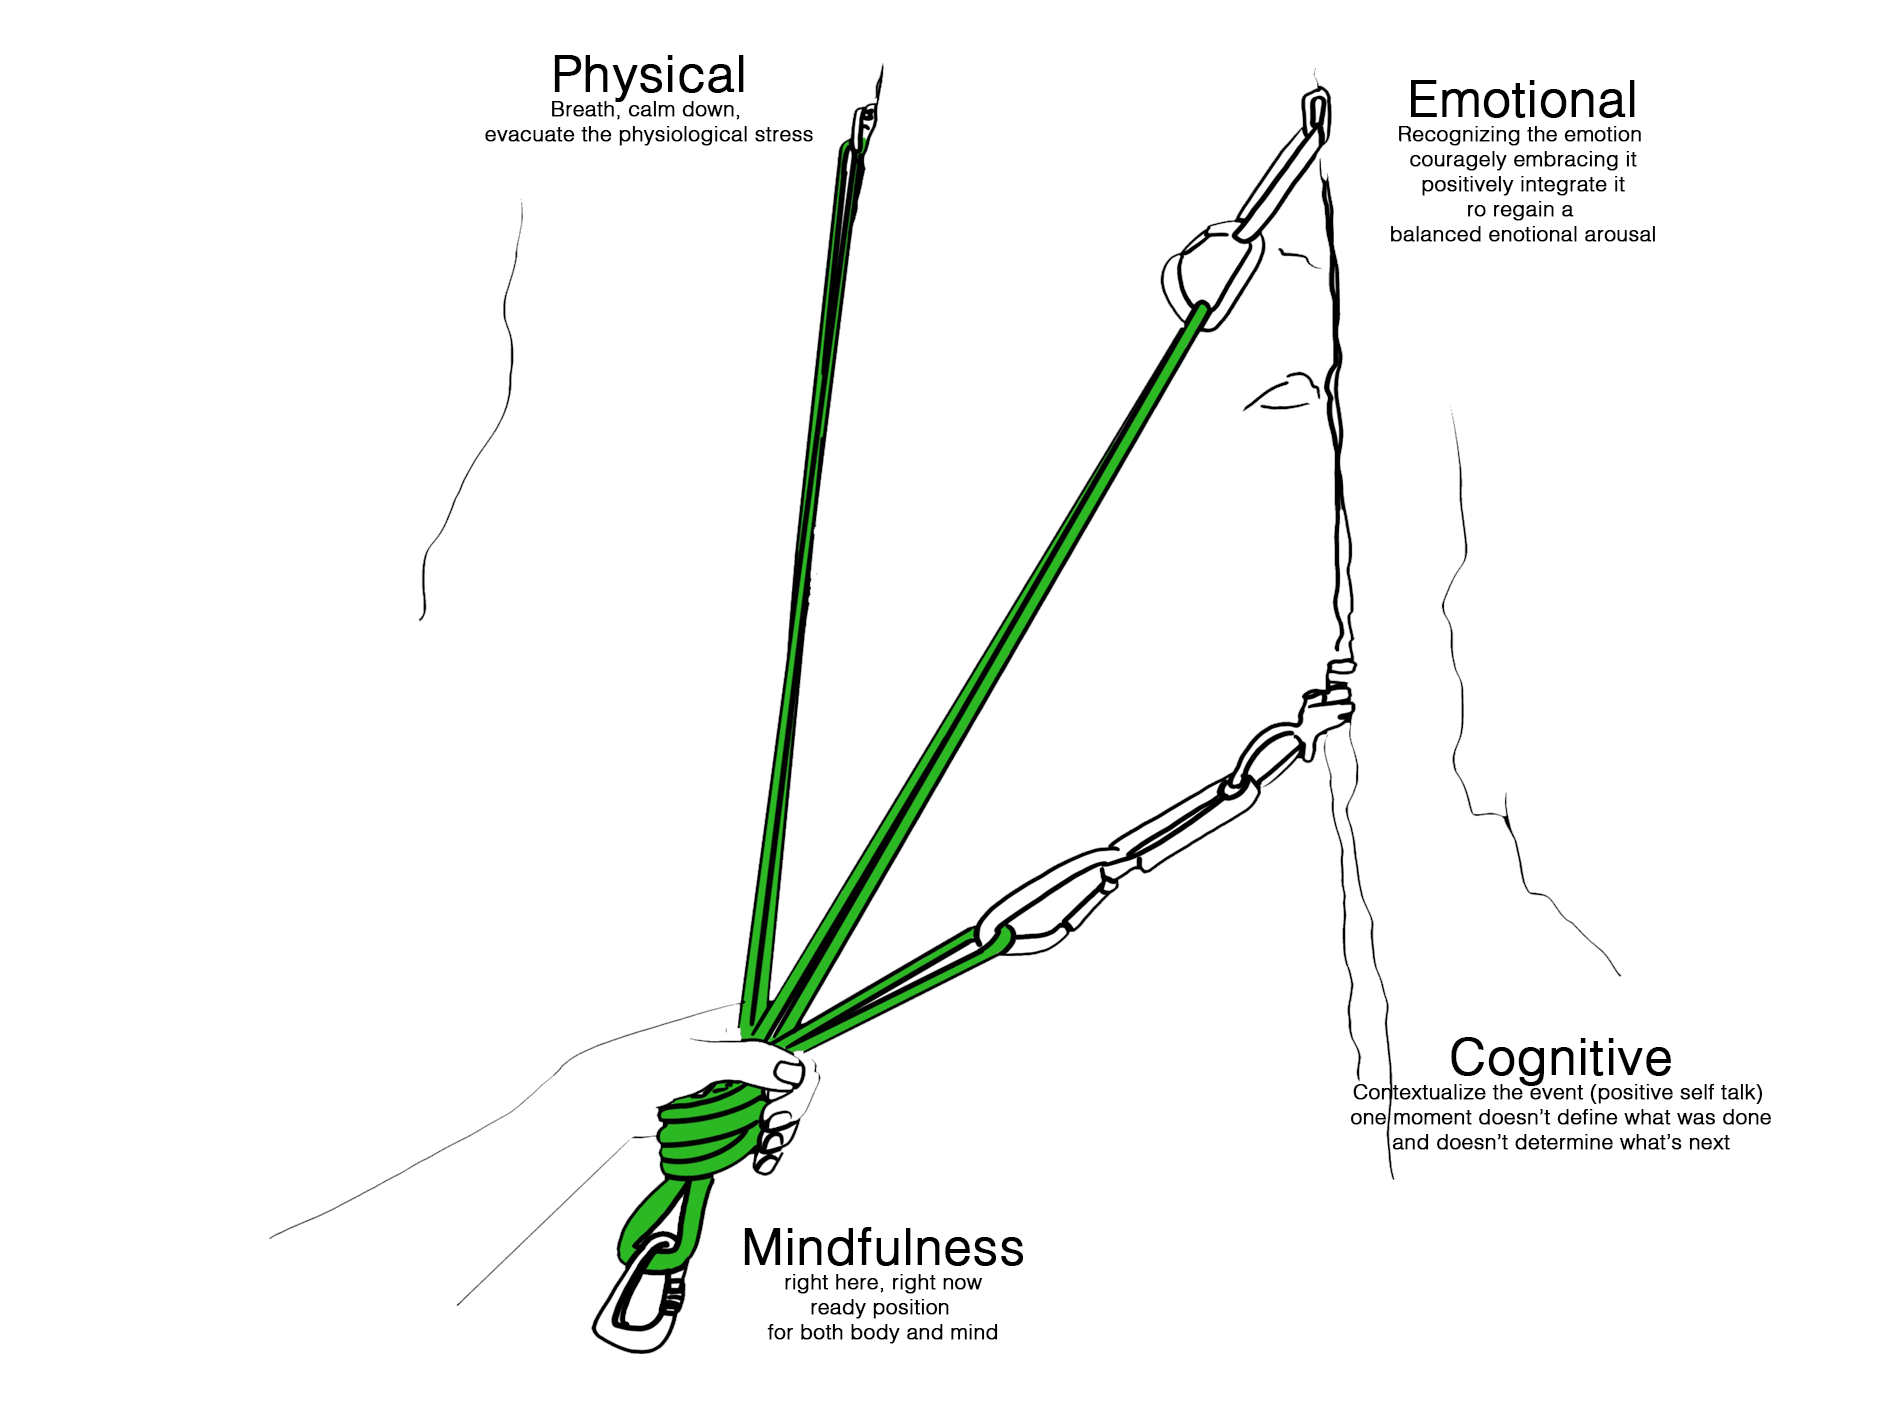 Physical
Breath, calm down,
evacuate the physiological stress
Emotional
Recognizing the emotion
couragely embracing it
positively integrate it
ro regain a
balanced enotional arousal
Cognitive
Contextualize the event (positive self talk)
one moment doesn't define what was done
and doesn't determine what's next
Mindfulness
right here, right now
ready position
for both body and mind